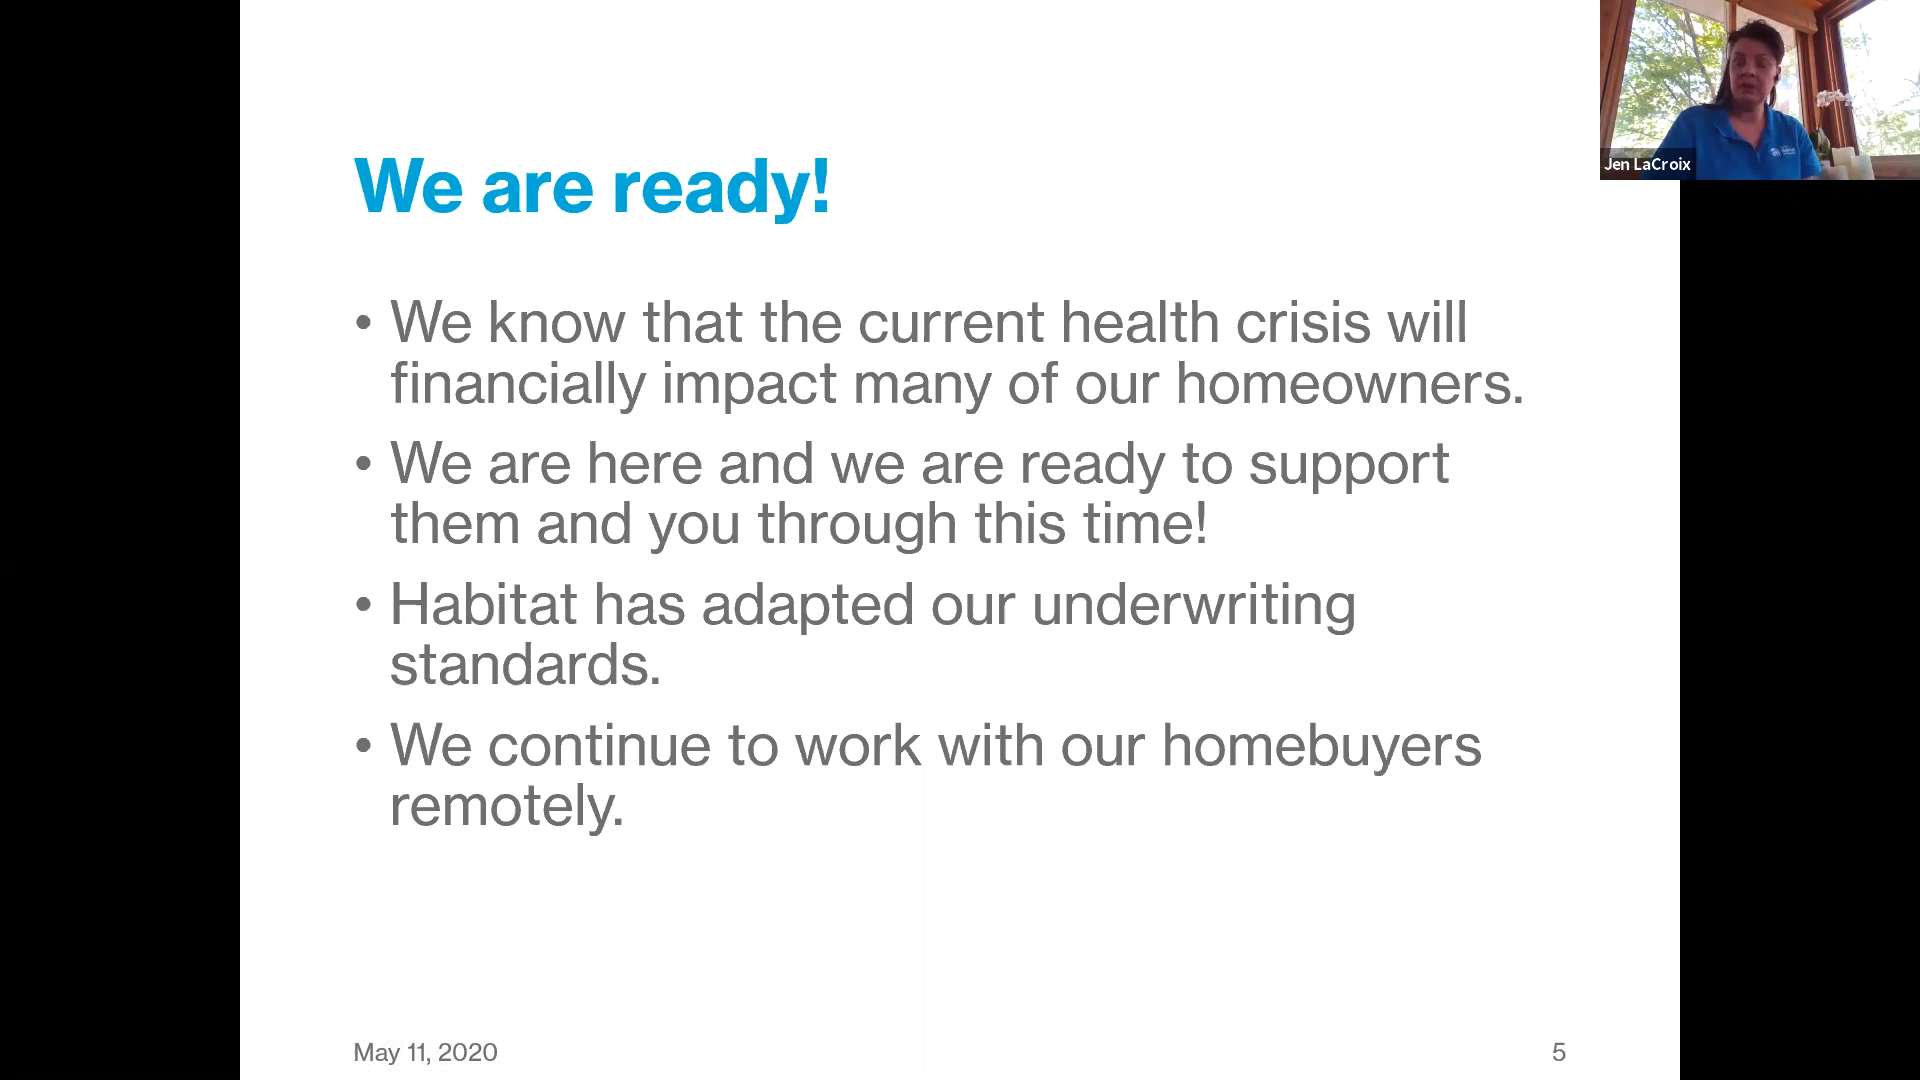 We are ready!
• We know that the current health crisis will
financially impact many of our homeowners.
• We are here and we are ready to support
them and you through this time!
• Habitat has adapted our underwriting
standards.
• We continue to work with our homebuyers
remotely.
May 11, 2020
5
Jen LaCroix